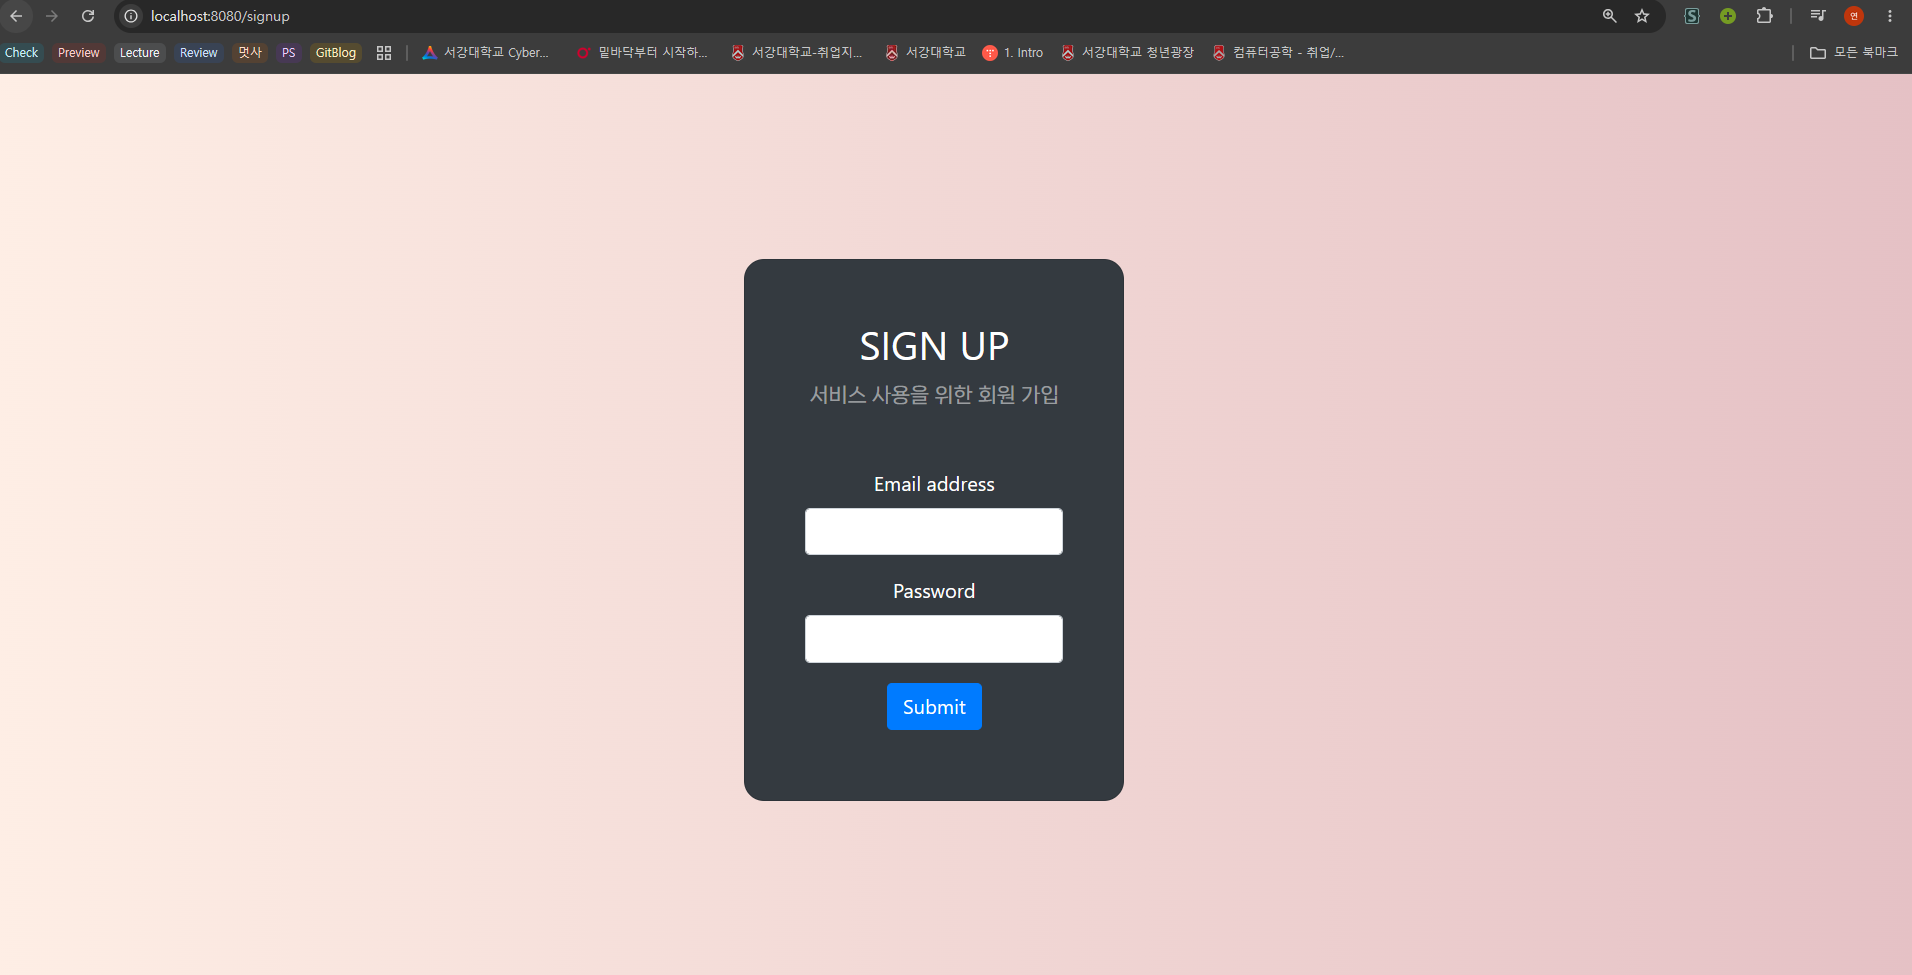 localhost:8080/signup
연
Check Preview Lecture Review 멋사 PS GitBlog 서강대학교 Cyber... 밑바닥부터 시작하... 서강대학교-취업지... 서강대학교 1. Intro 서강대학교 청년광장 컴퓨터공학 - 취업/... 모든 북마크
SIGN UP
서비스 사용을 위한 회원 가입
Email address
Password
Submit